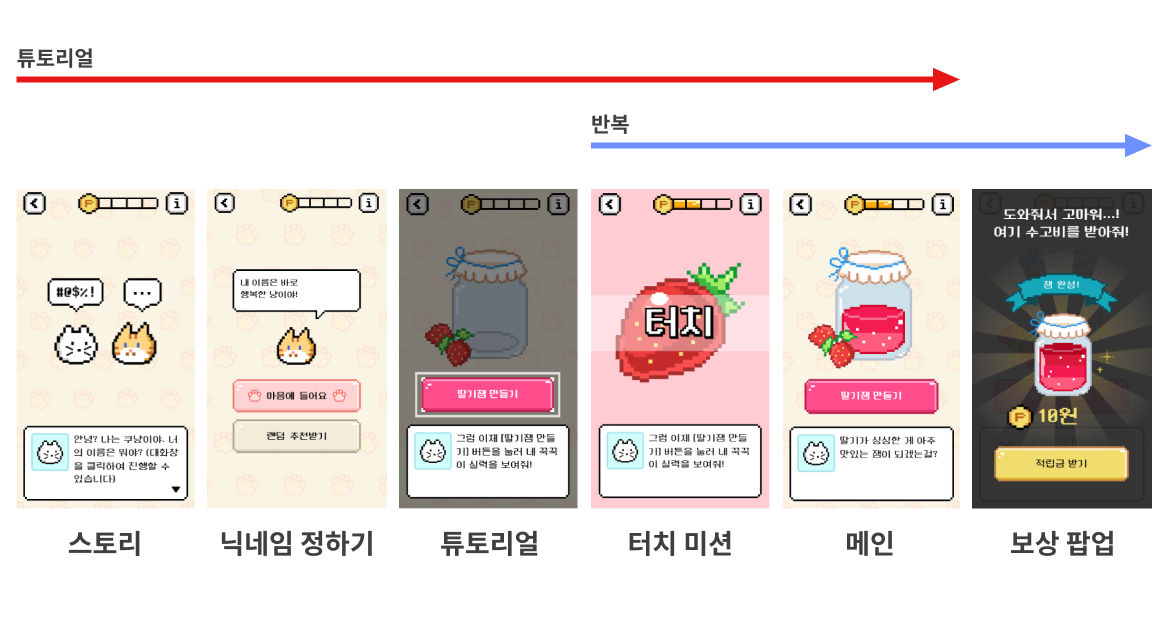 튜토리얼
반복
P
i
#@$%!
...
안녕? 나는 쿠냥이야. 너
의 이름은 뭐야? (대화창
을 클릭하여 진행할 수
있습니다)
스토리
P
i
내 이름은 바로
행복한 냥이야!
마음에 들어요
랜덤 추천받기
닉네임 정하기
P
i
딸기잼 만들기
그럼 이제 [딸기잼 만들
기] 버튼을 눌러 내 꾹꾹
이 실력을 보여줘!
튜토리얼
P
i
터치
그럼 이제 [딸기잼 만들
기] 버튼을 눌러 내 꾹꾹
이 실력을 보여줘!
터치 미션
P
i
딸기잼 만들기
딸기가 싱싱한 게 아주
맛있는 잼이 되겠는걸?
메인
도와줘서 고마워...!
여기 수고비를 받아줘!
잼 완성!
P 10원
적립금 받기
보상 팝업